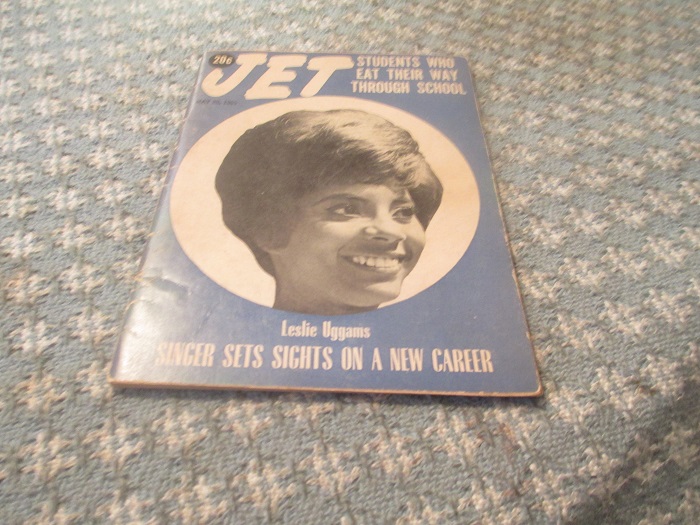 20¢
JET
STUDENTS WHO
EAT THEIR WAY
THROUGH SCHOOL
Leslie Uggams
SINGER SETS SIGHTS ON A NEW CAREER